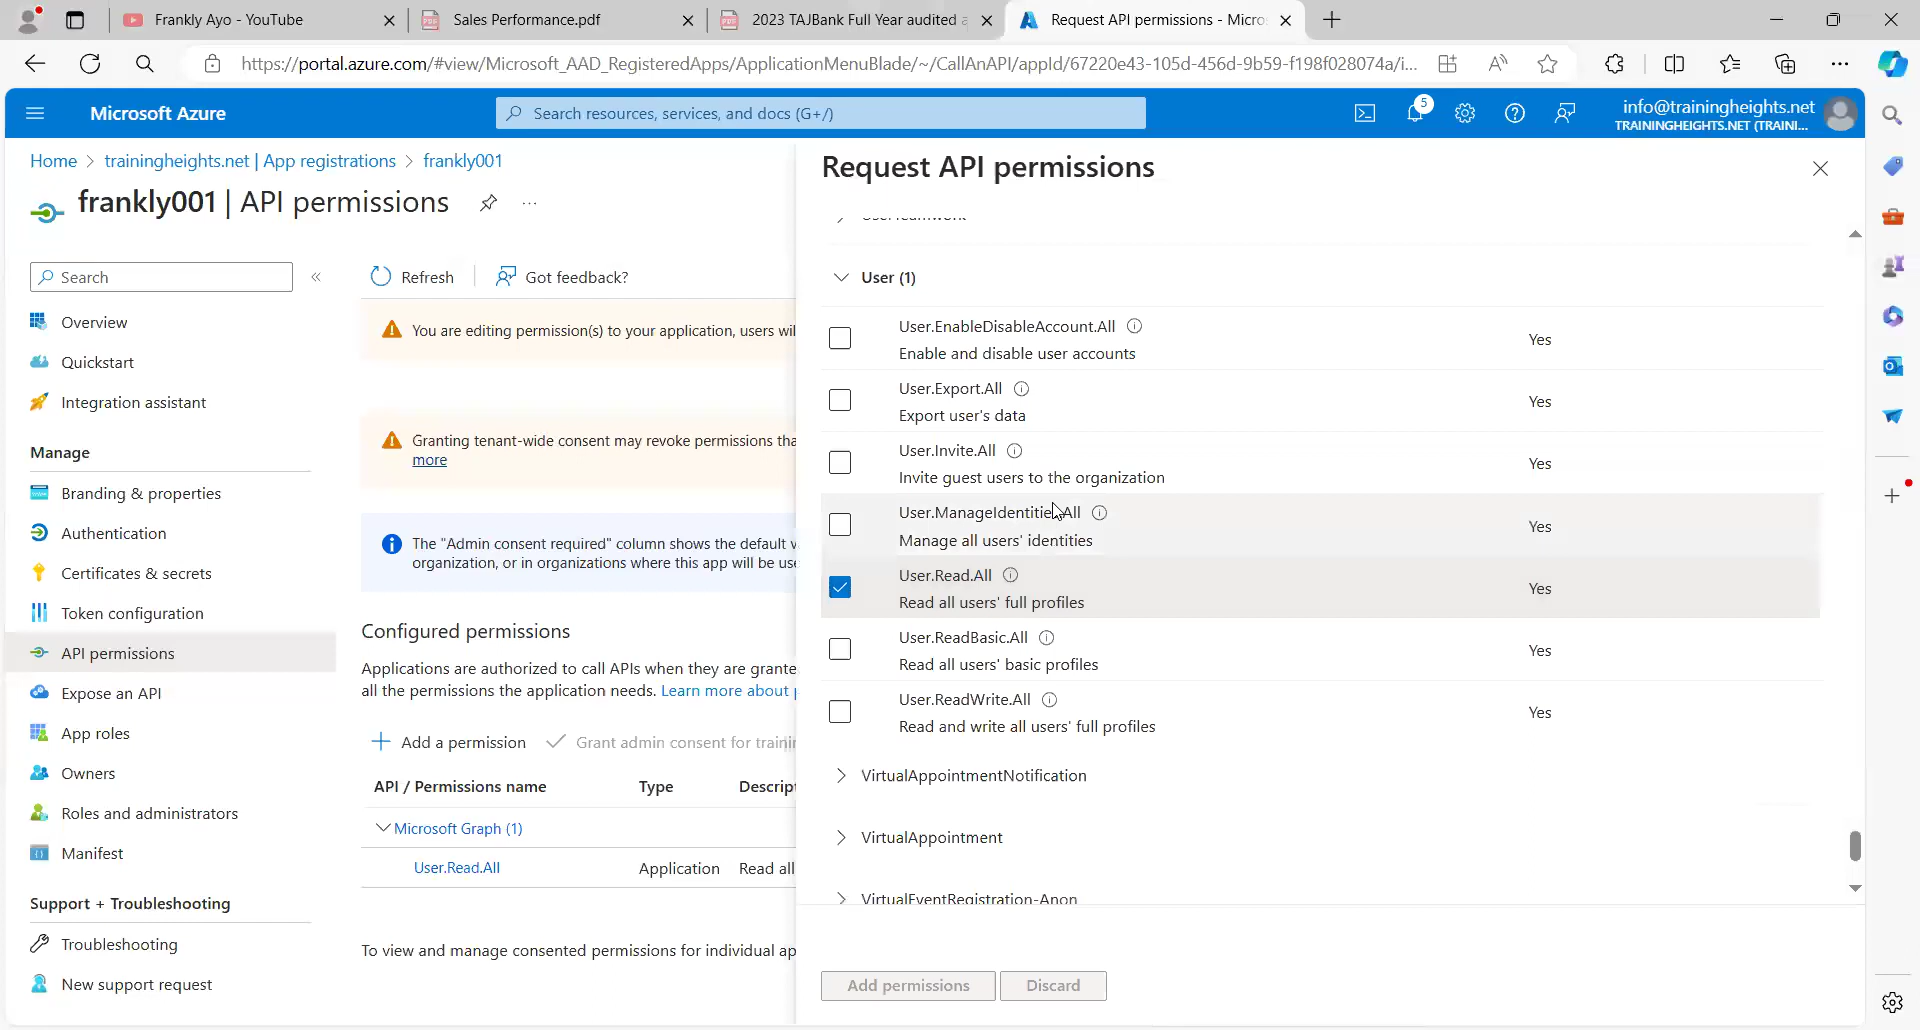 Frankly Ayo - YouTube
Sales Performance.pdf
2023 TAJBank Full Year audited a
Request API permissions - Micro
https://portal.azure.com/#view/Microsoft_AAD_RegisteredApps/ApplicationMenuBlade/~/CallAnAPI/appId/67220e43-105d-456d-9b59-f198f028074a/i...
Microsoft Azure
Search resources, services, and docs (G+/)
5
info@trainingheights.net
TRAININGHEIGHTS.NET (TRAINI...
Home > trainingheights.net | App registrations > frankly001
frankly001 | API permissions
Search
Overview
Quickstart
Integration assistant
Manage
Branding & properties
Authentication
Certificates & secrets
Token configuration
API permissions
Expose an API
App roles
Owners
Roles and administrators
Manifest
Support + Troubleshooting
Troubleshooting
New support request
Refresh
Got feedback?
You are editing permission(s) to your application, users wil
Granting tenant-wide consent may revoke permissions tha
more
The "Admin consent required" column shows the default v
organization, or in organizations where this app will be use
Configured permissions
Applications are authorized to call APIs when they are grante
all the permissions the application needs. Learn more about p
Add a permission
Grant admin consent for trainin
API / Permissions name
Type
Descript
Microsoft Graph (1)
User.Read.All
Application
Read all
To view and manage consented permissions for individual ap
Request API permissions
UserTeamwork
User (1)
User.EnableDisableAccount.All
Enable and disable user accounts
Yes
User.Export.All
Export user's data
Yes
User.Invite.All
Invite guest users to the organization
Yes
User.ManageIdentities.All
Manage all users' identities
Yes
User.Read.All
Read all users' full profiles
Yes
User.ReadBasic.All
Read all users' basic profiles
Yes
User.ReadWrite.All
Read and write all users' full profiles
Yes
VirtualAppointmentNotification
VirtualAppointment
VirtualEventRegistration-Anon
Add permissions
Discard